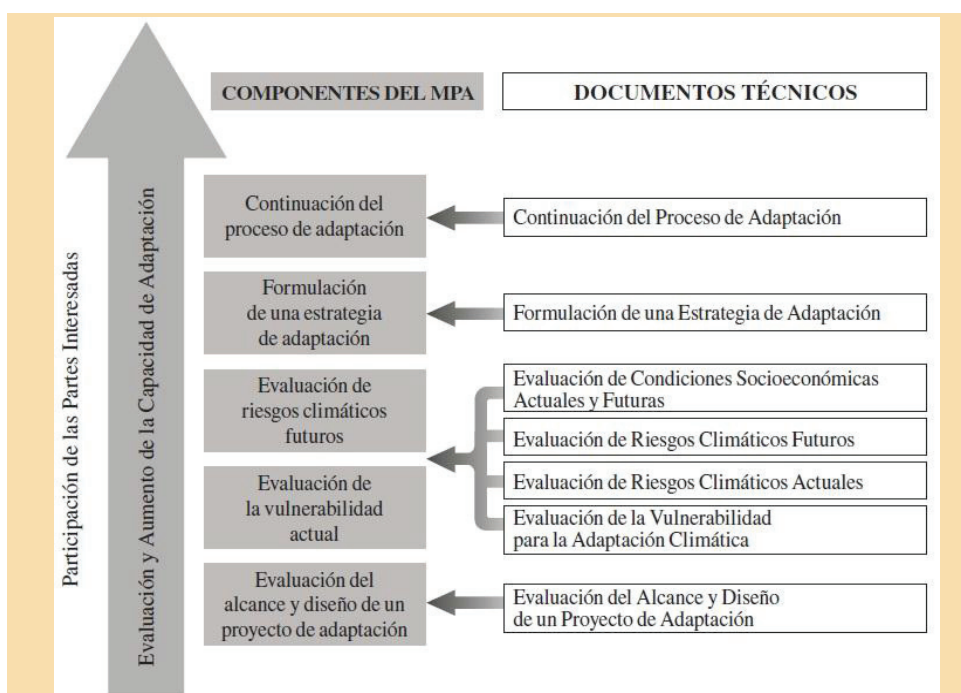 COMPONENTES DEL MPA
DOCUMENTOS TÉCNICOS
Participación de las Partes Interesadas
Evaluación y Aumento de la Capacidad de Adaptación
Continuación del
proceso de adaptación
Continuación del Proceso de Adaptación
Formulación
de una estrategia
de adaptación
Formulación de una Estrategia de Adaptación
Evaluación de
riesgos climáticos
futuros
Evaluación de
la vulnerabilidad
actual
Evaluación de Condiciones Socioeconómicas
Actuales y Futuras
Evaluación de Riesgos Climáticos Futuros
Evaluación de Riesgos Climáticos Actuales
Evaluación de la Vulnerabilidad
para la Adaptación Climática
Evaluación del
alcance y diseño de un
proyecto de adaptación
Evaluación del Alcance y Diseño
de un Proyecto de Adaptación